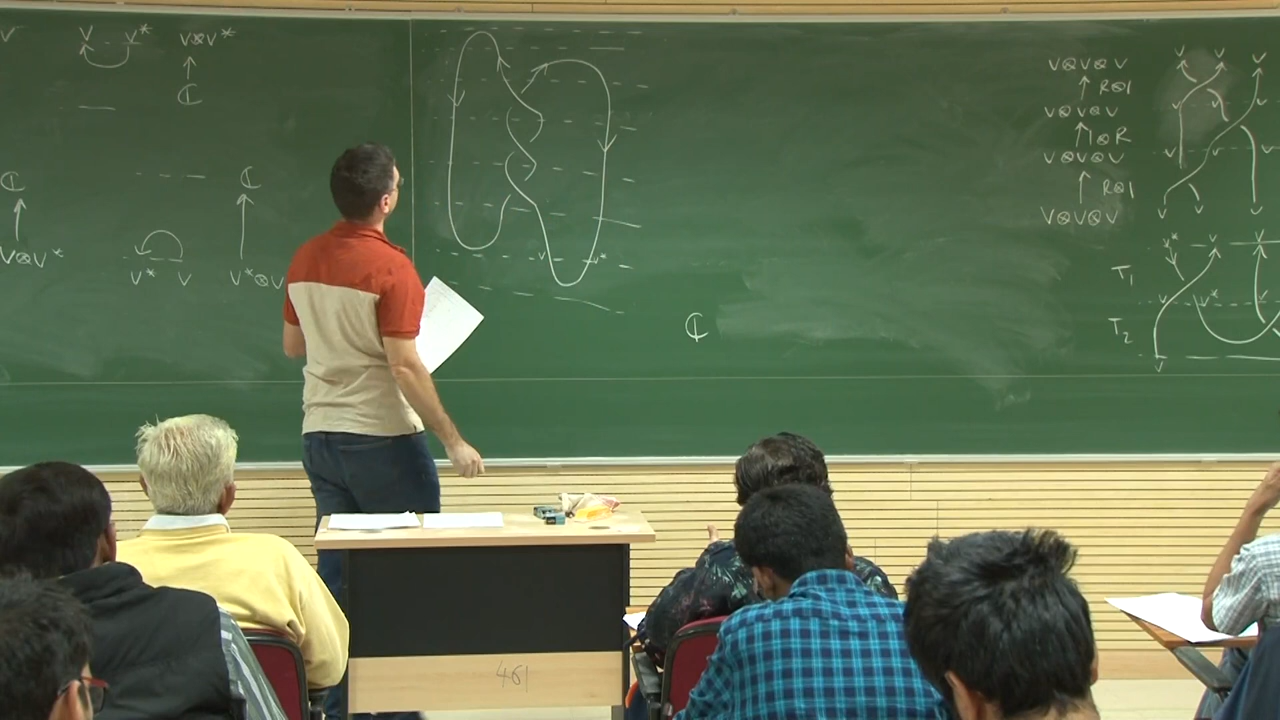 V
V V*
V⊗V*
↑
ℂ
ℂ
↑
V⊗V*
V* V
ℂ
↑
V*⊗V
V V*
ℂ
V⊗V⊗V
↑ R⊗1
V⊗V⊗V
↑ 1⊗R
V⊗V⊗V
↑ R⊗1
V⊗V⊗V
V V V
V V V
V V
V V V
V* V V
T₁
V V* V
T₂
V
461